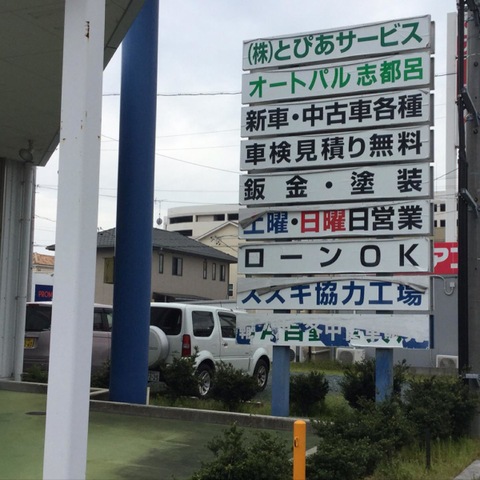 (株)とぴあサービス
オートパル 志都呂
新車・中古車各種
車検見積り無料
鈑金・塗装
土曜・日曜日営業
ローンOK
スズキ協力工場